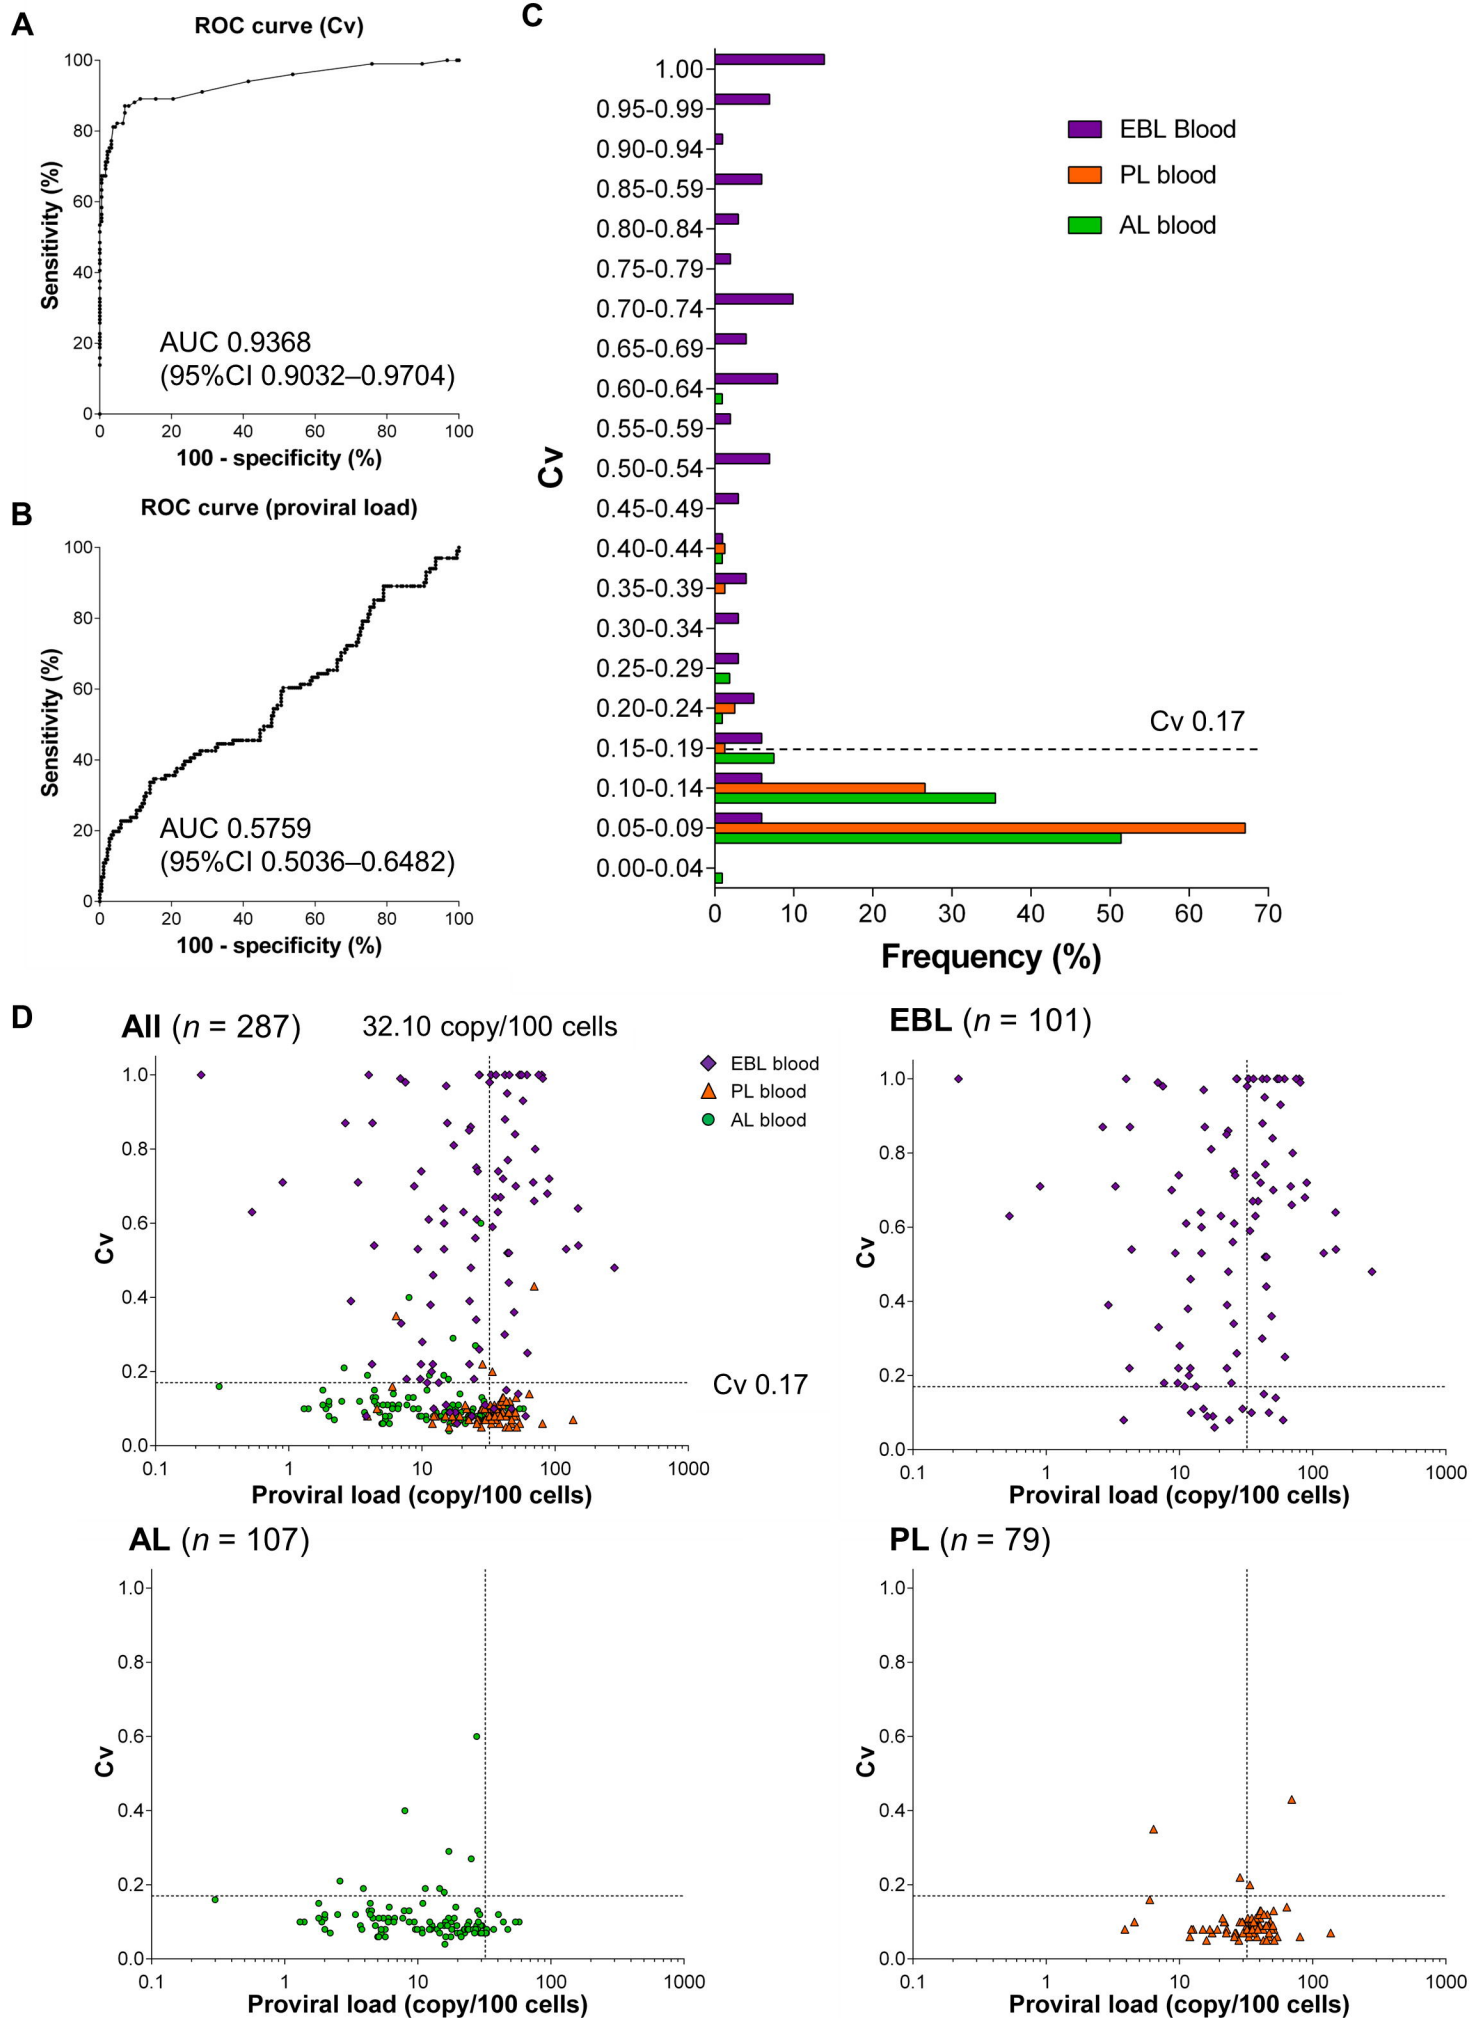 A
ROC curve (Cv)
100
80
60
40
20
0
Sensitivity (%)
AUC 0.9368
(95%CI 0.9032–0.9704)
0 20 40 60 80 100
100 - specificity (%)
B
ROC curve (proviral load)
100
80
60
40
20
0
Sensitivity (%)
AUC 0.5759
(95%CI 0.5036–0.6482)
0 20 40 60 80 100
100 - specificity (%)
C
Cv
1.00
0.95-0.99
0.90-0.94
0.85-0.59
0.80-0.84
0.75-0.79
0.70-0.74
0.65-0.69
0.60-0.64
0.55-0.59
0.50-0.54
0.45-0.49
0.40-0.44
0.35-0.39
0.30-0.34
0.25-0.29
0.20-0.24
0.15-0.19
0.10-0.14
0.05-0.09
0.00-0.04
EBL Blood
PL blood
AL blood
Cv 0.17
0 10 20 30 40 50 60 70
Frequency (%)
D
All (n = 287)
32.10 copy/100 cells
Cv
1.0
0.8
0.6
0.4
0.2
0.0
EBL blood
PL blood
AL blood
Cv 0.17
0.1 1 10 100 1000
Proviral load (copy/100 cells)
EBL (n = 101)
Cv
1.0
0.8
0.6
0.4
0.2
0.0
0.1 1 10 100 1000
Proviral load (copy/100 cells)
AL (n = 107)
Cv
1.0
0.8
0.6
0.4
0.2
0.0
0.1 1 10 100 1000
Proviral load (copy/100 cells)
PL (n = 79)
Cv
1.0
0.8
0.6
0.4
0.2
0.0
0.1 1 10 100 1000
Proviral load (copy/100 cells)